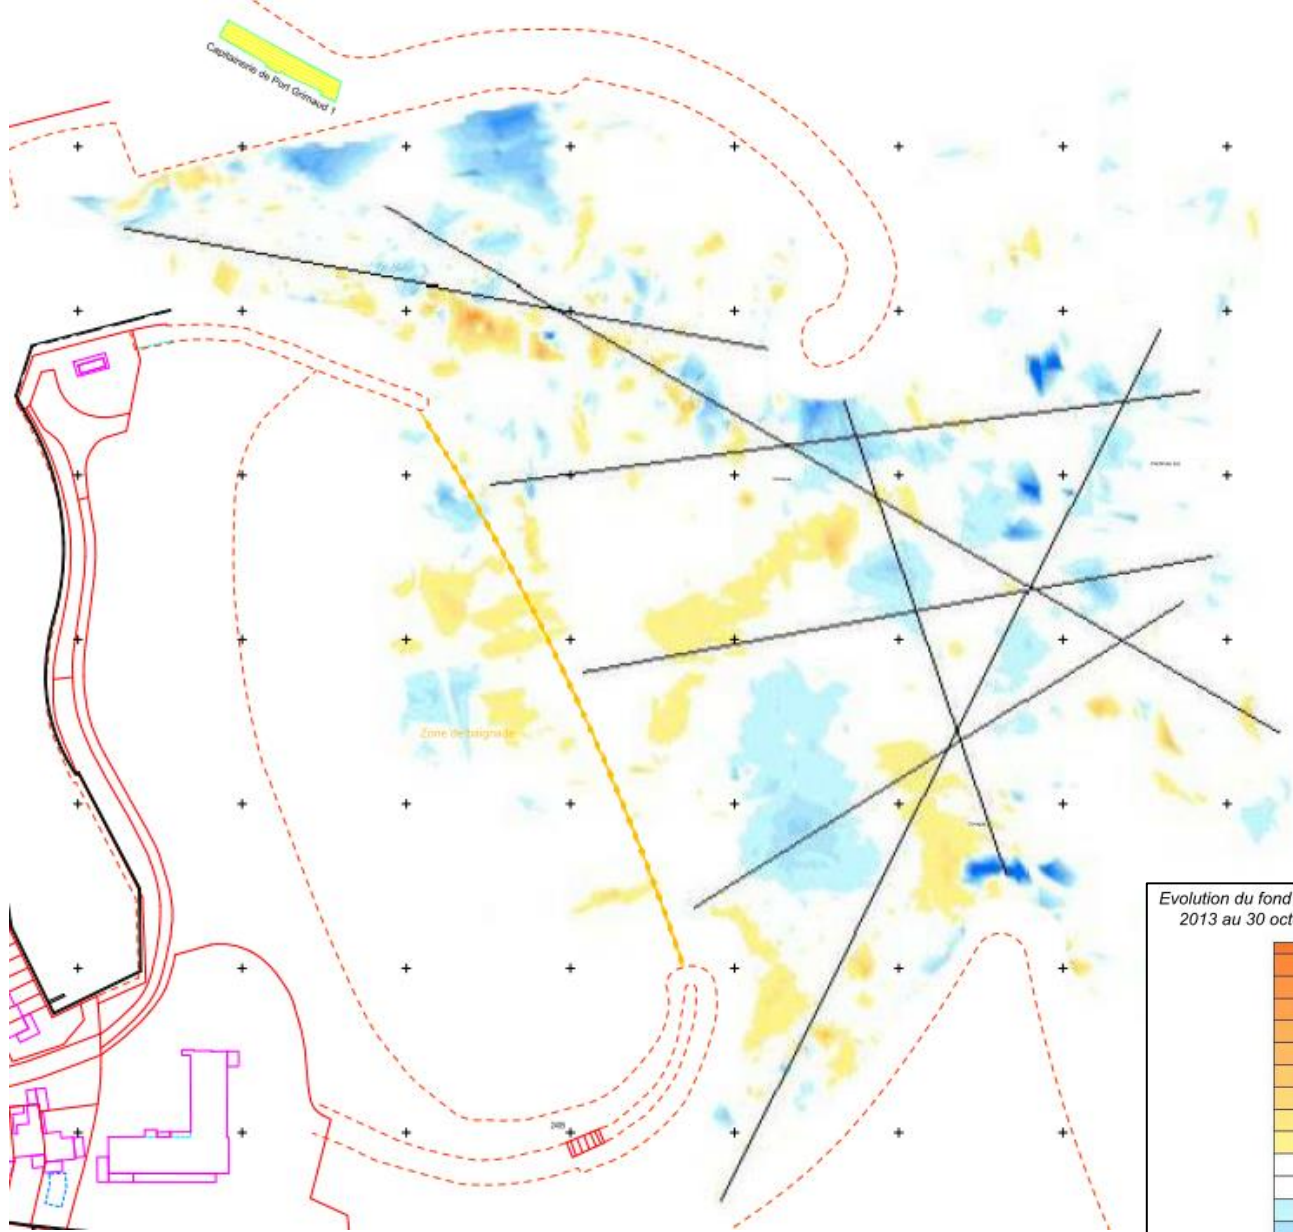 Capitainerie de Port Grimaud 1
Zone de baignade
Evolution du fond
2013 au 30 oct